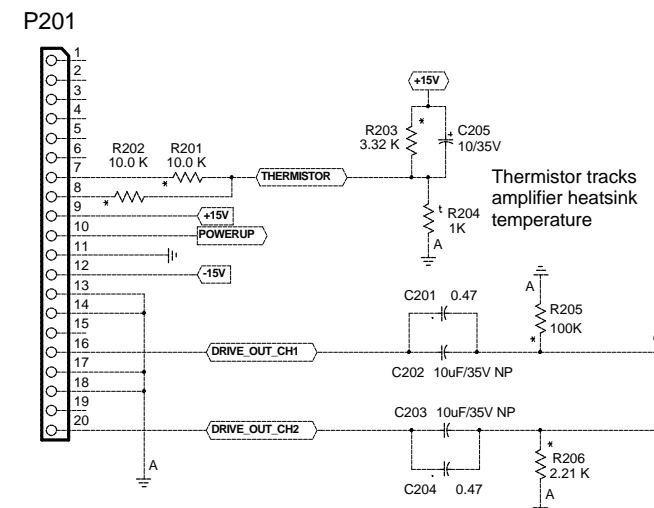 P201
1
2
3
4
5
6
7
8
9
10
11
12
13
14
15
16
17
18
19
20
R202
10.0 K
R201
10.0 K
*
*
THERMISTOR
+15V
POWERUP
-15V
+15V
R203
3.32 K
*
+
C205
10/35V
t
R204
1K
A
Thermistor tracks
amplifier heatsink
temperature
DRIVE_OUT_CH1
C201 0.47
C202 10uF/35V NP
A
R205
100K
*
DRIVE_OUT_CH2
C203 10uF/35V NP
C204 0.47
*
R206
2.21 K
A
A